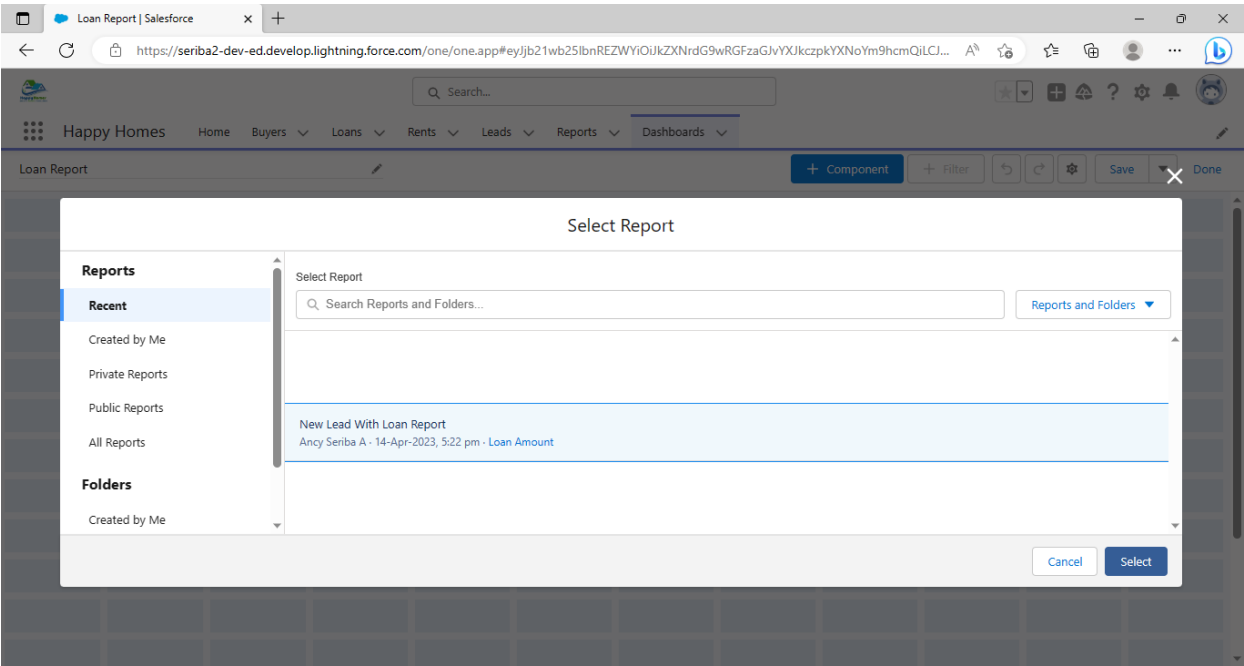 Loan Report | Salesforce
https://seriba2-dev-ed.develop.lightning.force.com/one/one.app#eyJjb21wb25lbnREZWYiOiJkZXNrdG9wRGFzaGJvYXJkczpkYXNoYm9hcmQiLCJ...
Search...
Happy Homes Home Buyers Loans Rents Leads Reports Dashboards
Loan Report + Component + Filter Save Done
Select Report
Reports
Recent
Created by Me
Private Reports
Public Reports
All Reports
Folders
Created by Me
Select Report
Search Reports and Folders...
Reports and Folders
New Lead With Loan Report
Ancy Seriba A · 14-Apr-2023, 5:22 pm · Loan Amount
Cancel Select